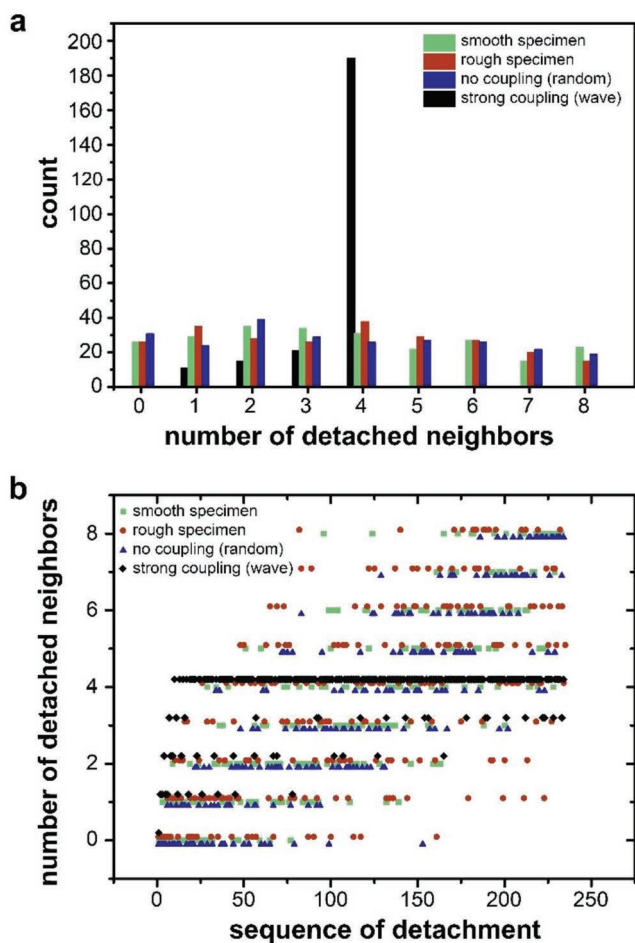 a
200
180
160
140
120
100
80
60
40
20
0
count
smooth specimen
rough specimen
no coupling (random)
strong coupling (wave)
0 1 2 3 4 5 6 7 8
number of detached neighbors
b
number of detached neighbors
8
6
4
2
0
smooth specimen
rough specimen
no coupling (random)
strong coupling (wave)
0 50 100 150 200 250
sequence of detachment